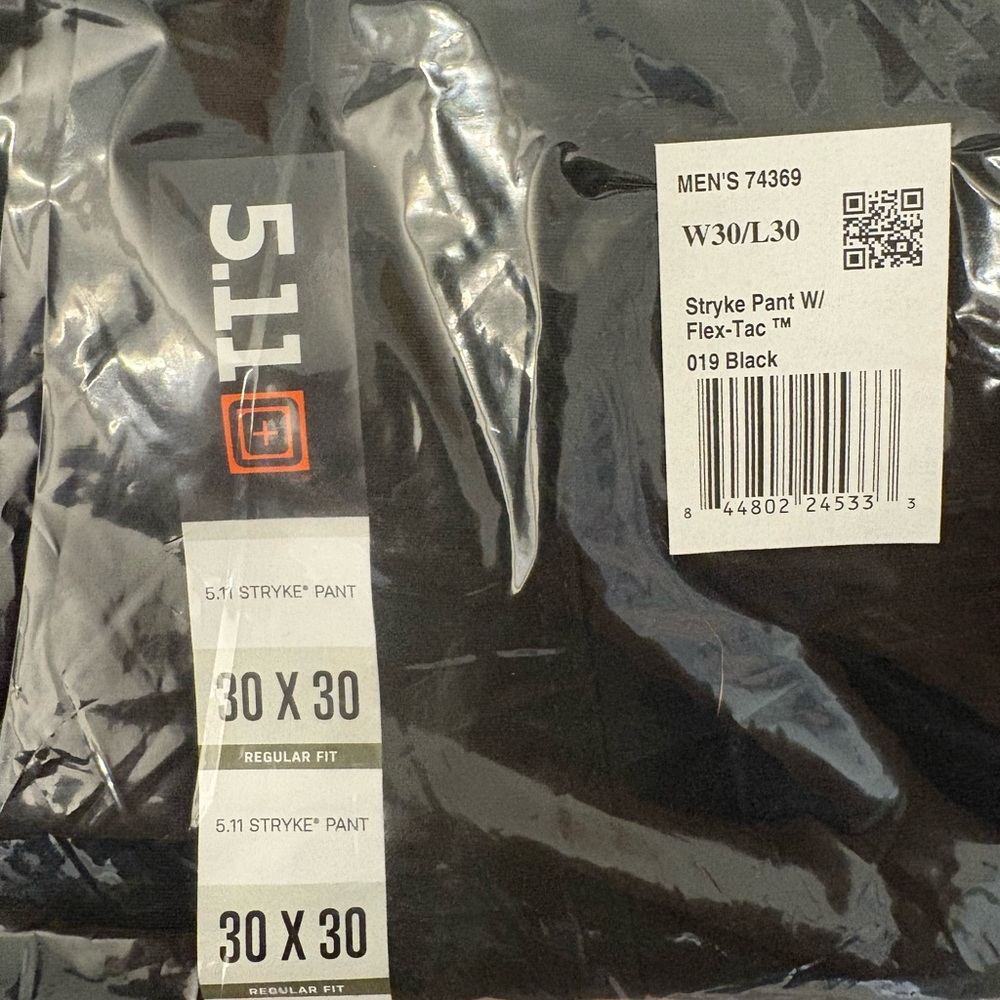 5.11
5.11 STRYKE® PANT
30 X 30
REGULAR FIT
5.11 STRYKE® PANT
30 X 30
REGULAR FIT
MEN'S 74369
W30/L30
Stryke Pant W/
Flex-Tac ™
019 Black
8 44802 24533 3